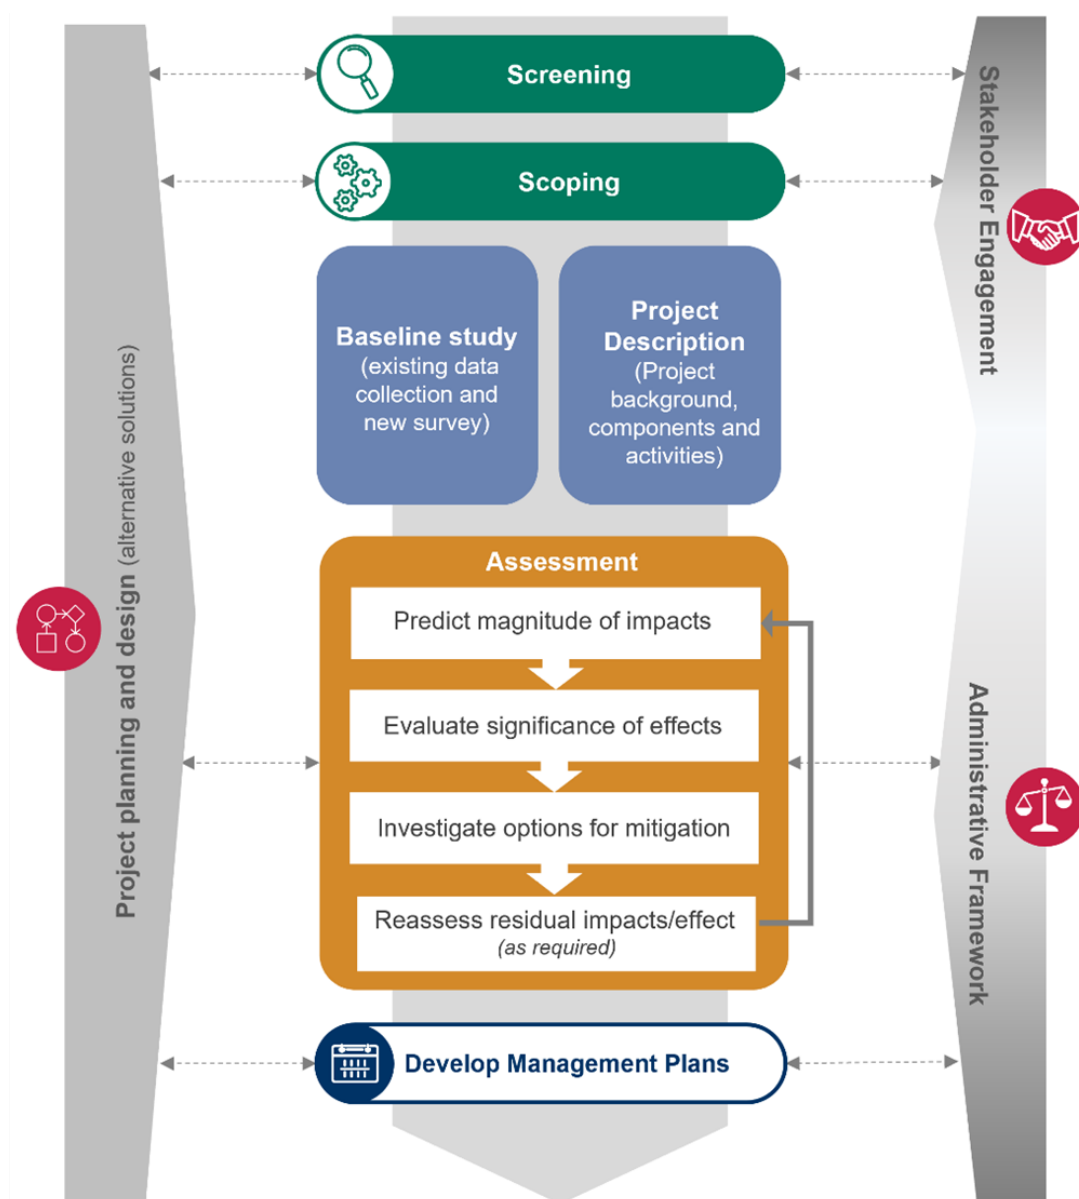 Screening
Scoping
Baseline study
(existing data
collection and
new survey)
Project
Description
(Project
background,
components and
activities)
Assessment
Predict magnitude of impacts
Evaluate significance of effects
Investigate options for mitigation
Reassess residual impacts/effect
(as required)
Develop Management Plans
Project planning and design (alternative solutions)
Stakeholder Engagement
Administrative Framework